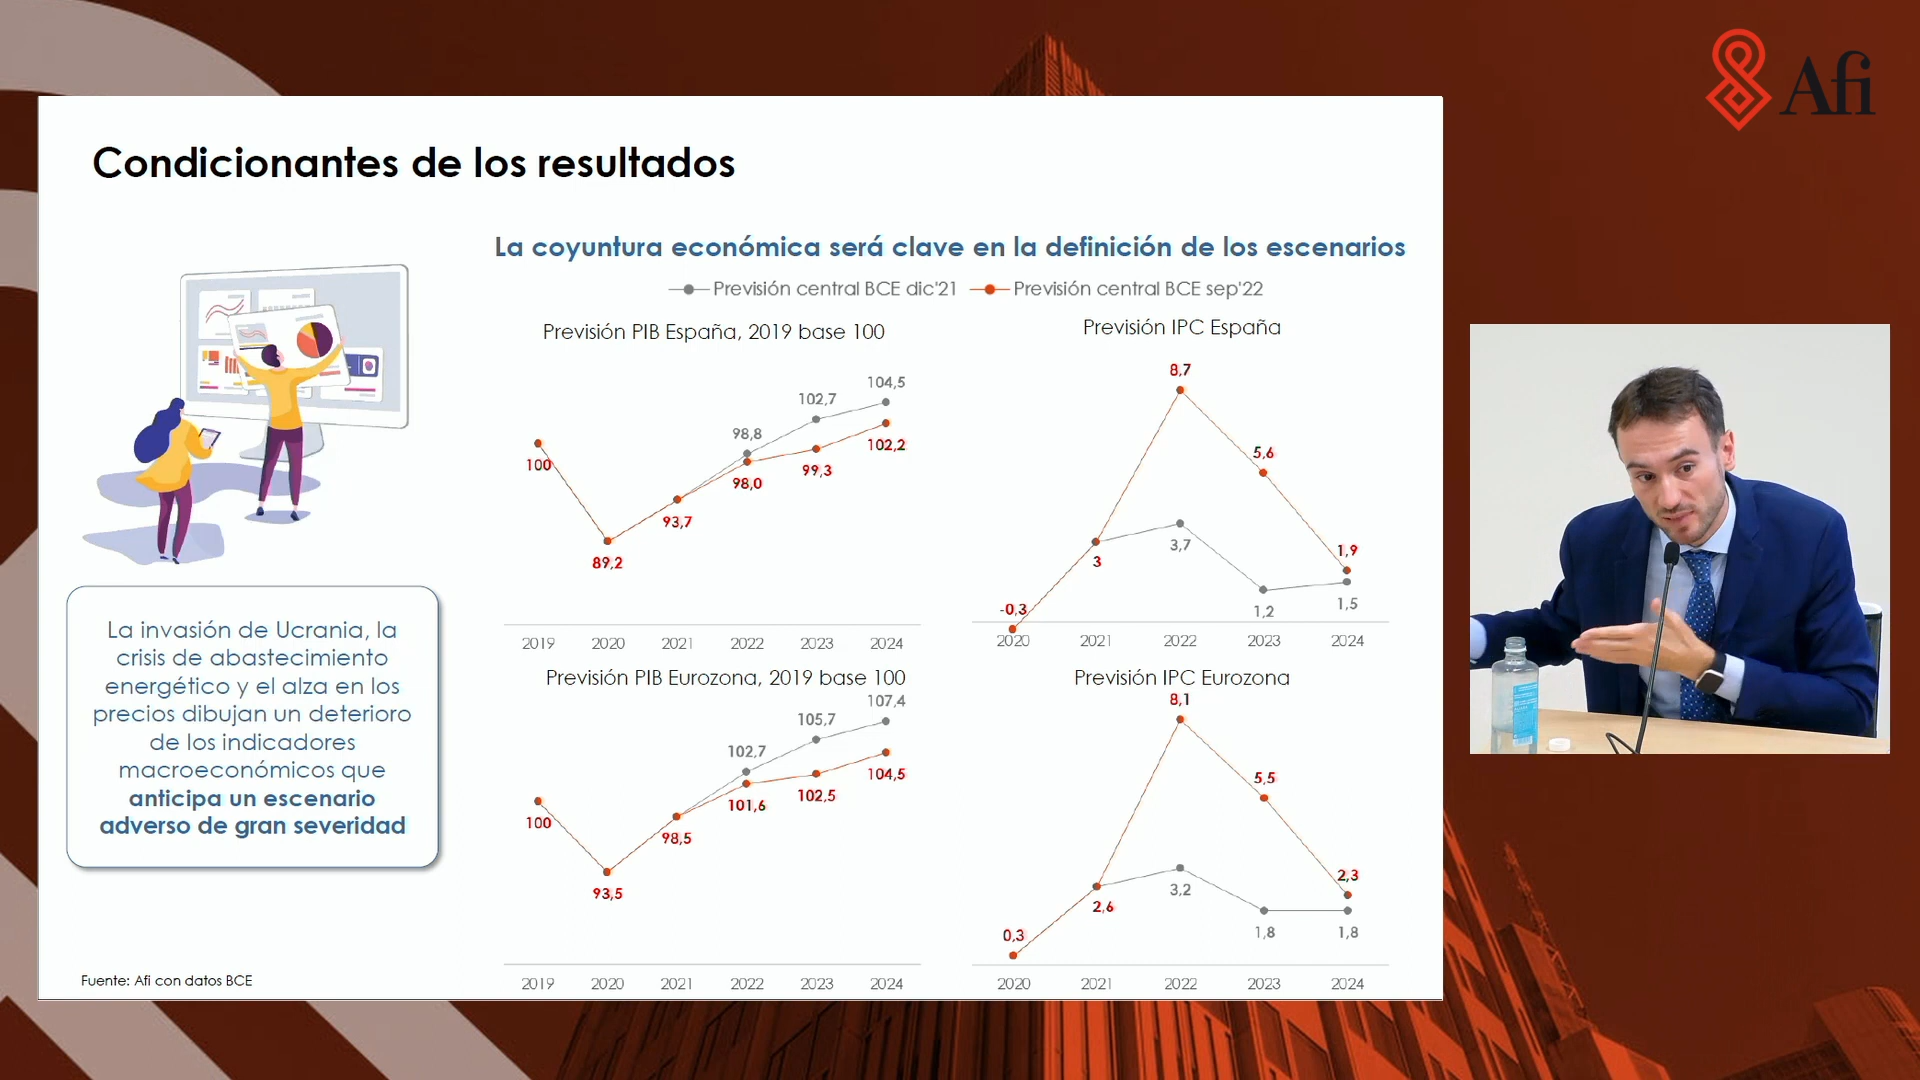 Afi
Condicionantes de los resultados
La coyuntura económica será clave en la definición de los escenarios
Previsión central BCE dic'21 Previsión central BCE sep'22
Previsión PIB España, 2019 base 100
100
89,2
93,7
98,8
98,0
102,7
99,3
104,5
102,2
2019 2020 2021 2022 2023 2024
Previsión IPC España
-0,3
3
8,7
3,7
5,6
1,2
1,9
1,5
2020 2021 2022 2023 2024
Previsión PIB Eurozona, 2019 base 100
100
93,5
98,5
102,7
101,6
105,7
102,5
107,4
104,5
2019 2020 2021 2022 2023 2024
Previsión IPC Eurozona
0,3
2,6
8,1
3,2
5,5
1,8
2,3
1,8
2020 2021 2022 2023 2024
La invasión de Ucrania, la
crisis de abastecimiento
energético y el alza en los
precios dibujan un deterioro
de los indicadores
macroeconómicos que
anticipa un escenario
adverso de gran severidad
Fuente: Afi con datos BCE